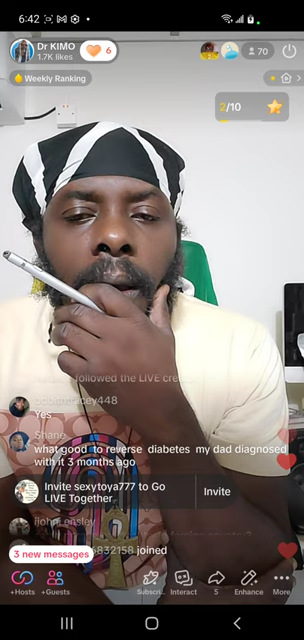 6:42
Dr KIMO
1.7K likes
6
70
Weekly Ranking
2/10
followed the LIVE
Yes
Shane
what good to reverse diabetes my dad diagnosed
with it 3 months ago
Invite sexytoya777 to Go
LIVE Together
Invite
3 new messages
832158 joined
+Hosts
+Guests
Subscri...
Interact
5
Enhance
More